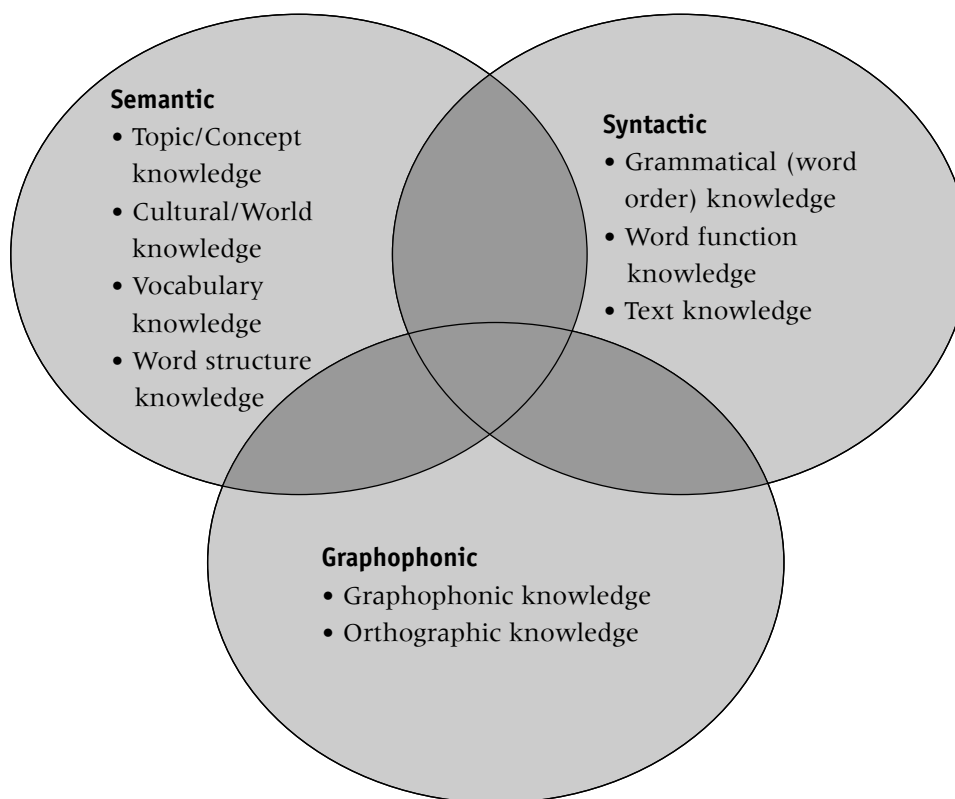 Semantic
• Topic/Concept
knowledge
• Cultural/World
knowledge
• Vocabulary
knowledge
• Word structure
knowledge
Syntactic
• Grammatical (word
order) knowledge
• Word function
knowledge
• Text knowledge
Graphophonic
• Graphophonic knowledge
• Orthographic knowledge